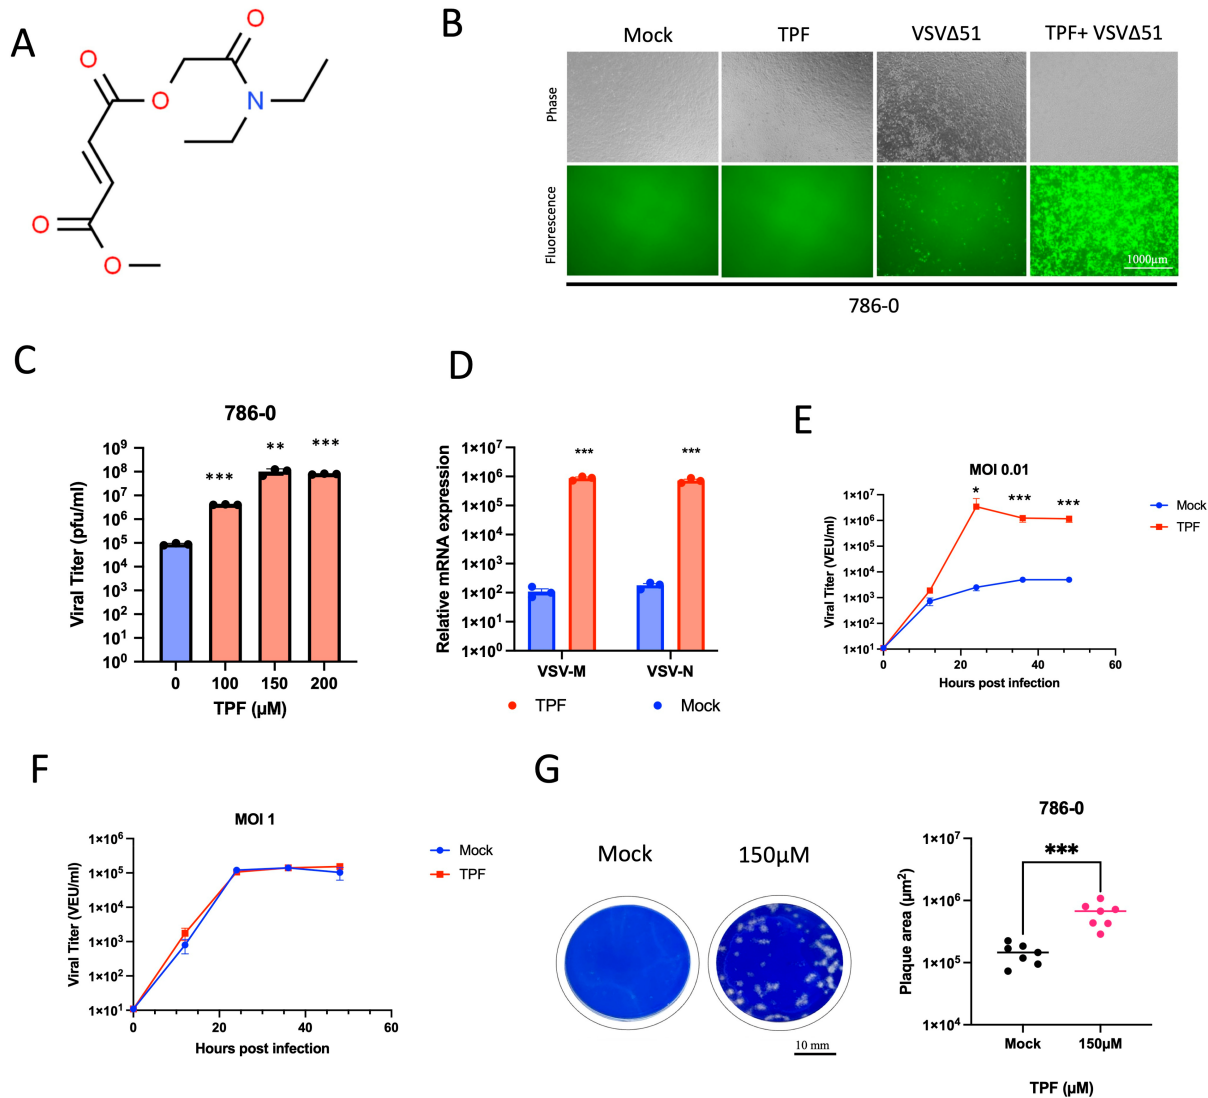 A
O
O
O
N
O
O
B
Mock
TPF
VSVΔ51
TPF+ VSVΔ51
Phase
Fluorescence
1000µm
786-0
C
786-0
Viral Titer (pfu/ml)
10⁹
10⁸
10⁷
10⁶
10⁵
10⁴
10³
10²
10¹
10⁰
***
**
***
0 100 150 200
TPF (µM)
D
Relative mRNA expression
1×10⁷
1×10⁶
1×10⁵
1×10⁴
1×10³
1×10²
1×10¹
1×10⁰
***
***
VSV-M VSV-N
TPF Mock
E
MOI 0.01
Viral Titer (VEU/ml)
1×10⁷
1×10⁶
1×10⁵
1×10⁴
1×10³
1×10²
1×10¹
* *** ***
0 20 40 60
Hours post infection
Mock
TPF
F
MOI 1
Viral Titer (VEU/ml)
1×10⁶
1×10⁵
1×10⁴
1×10³
1×10²
1×10¹
0 20 40 60
Hours post infection
Mock
TPF
G
Mock
150µM
10 mm
786-0
Plaque area (µm²)
1×10⁷
1×10⁶
1×10⁵
1×10⁴
***
Mock 150µM
TPF (µM)